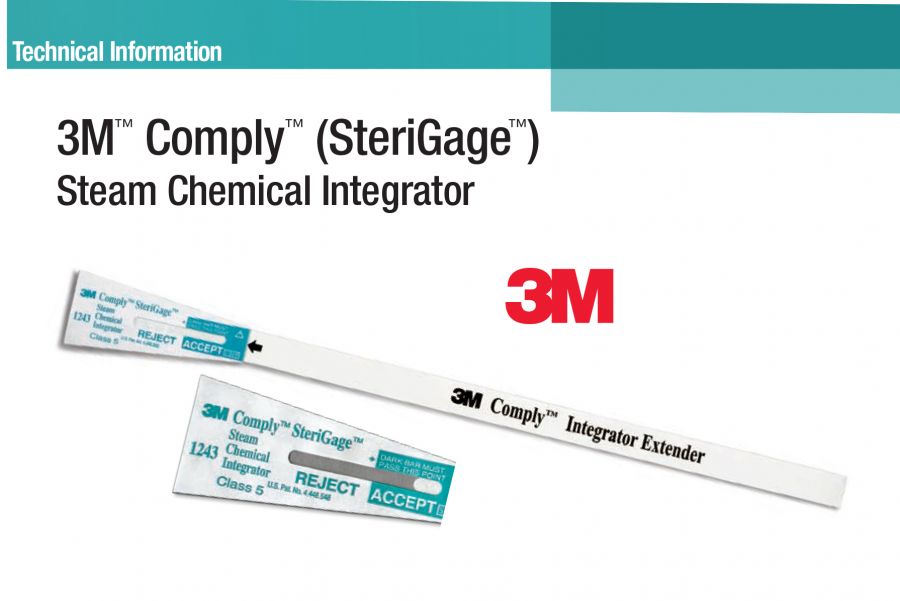 Technical Information
3M™ Comply™ (SteriGage™)
Steam Chemical Integrator
3M
3M Comply™ SteriGage™
1243
Steam
Chemical
Integrator
Class 5
REJECT
ACCEPT
3M Comply™ Integrator Extender
3M Comply™ SteriGage™
1243
Steam
Chemical
Integrator
Class 5
U.S. Pat. No. 4,448,548
DARK BAR MUST
PASS THIS POINT
REJECT
ACCEPT